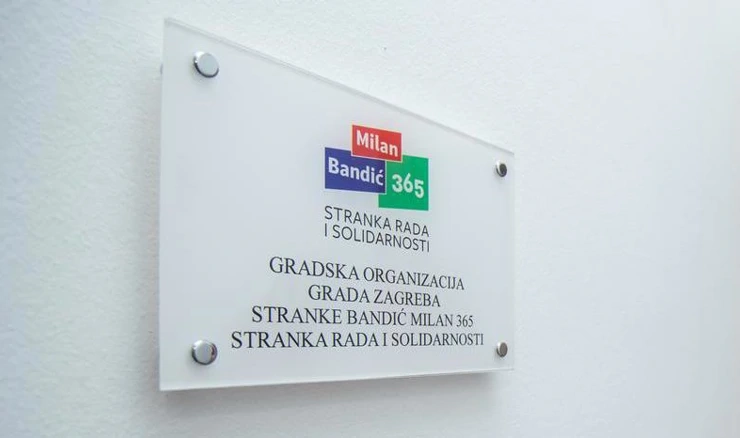 Milan
Bandić 365
STRANKA RADA
I SOLIDARNOSTI
GRADSKA ORGANIZACIJA
GRADA ZAGREBA
STRANKE BANDIĆ MILAN 365
STRANKA RADA I SOLIDARNOSTI